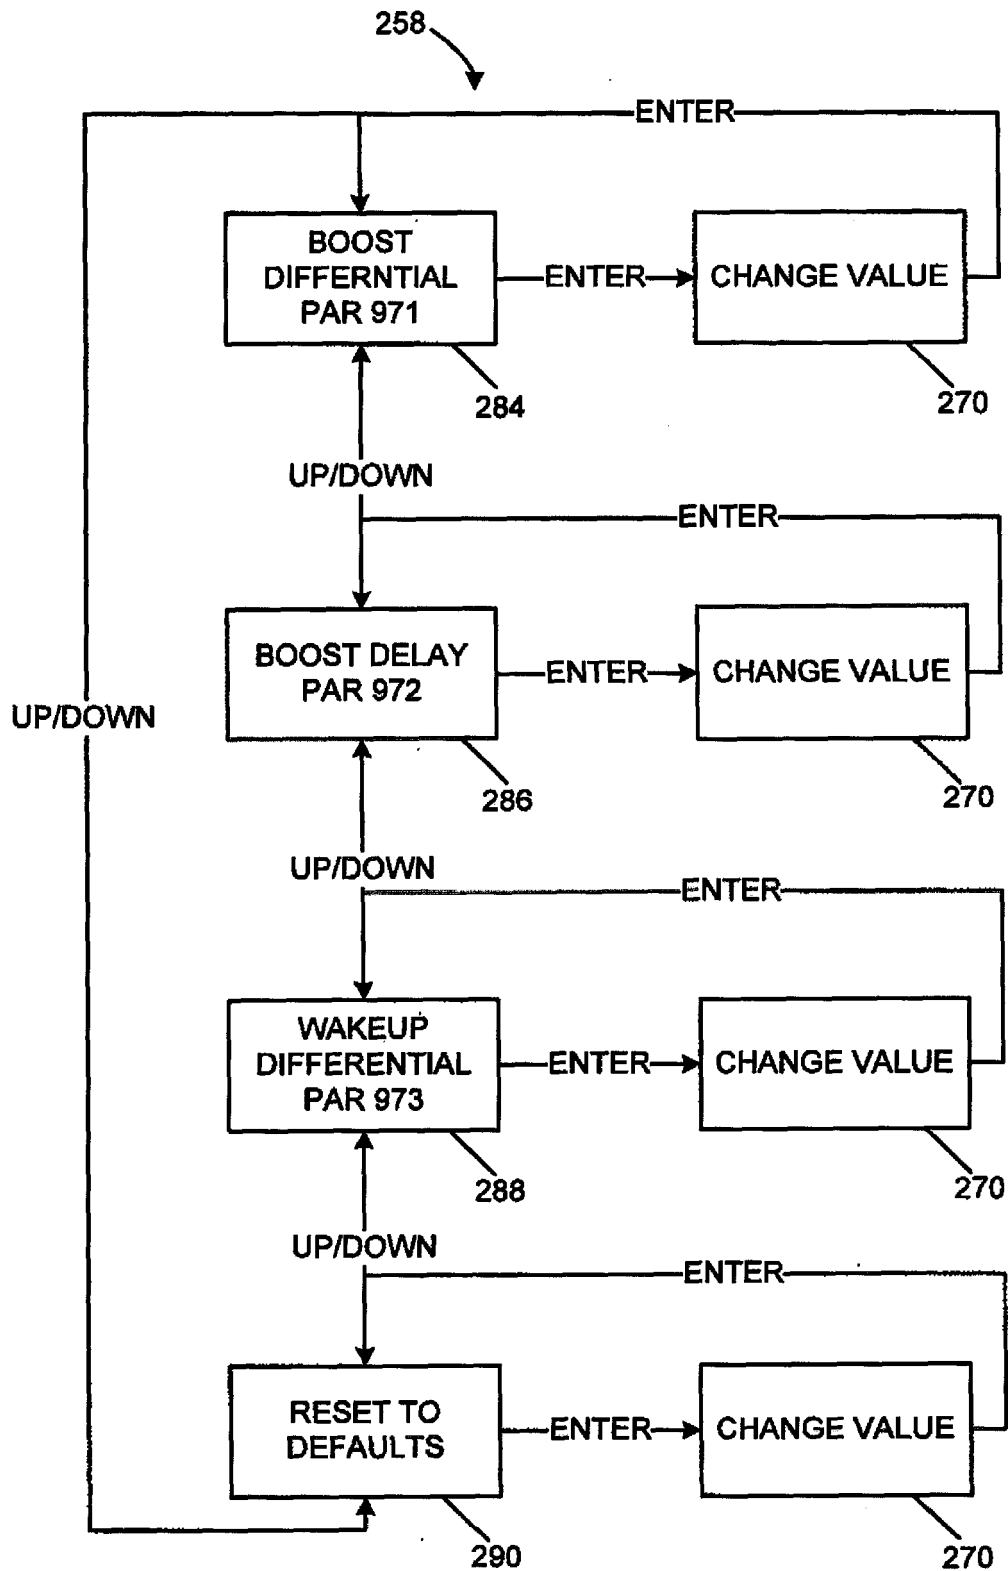 258
ENTER
BOOST
DIFFERNTIAL
PAR 971
ENTER
CHANGE VALUE
284
270
UP/DOWN
ENTER
BOOST DELAY
PAR 972
ENTER
CHANGE VALUE
UP/DOWN
286
270
UP/DOWN
ENTER
WAKEUP
DIFFERENTIAL
PAR 973
ENTER
CHANGE VALUE
288
270
UP/DOWN
ENTER
RESET TO
DEFAULTS
ENTER
CHANGE VALUE
290
270